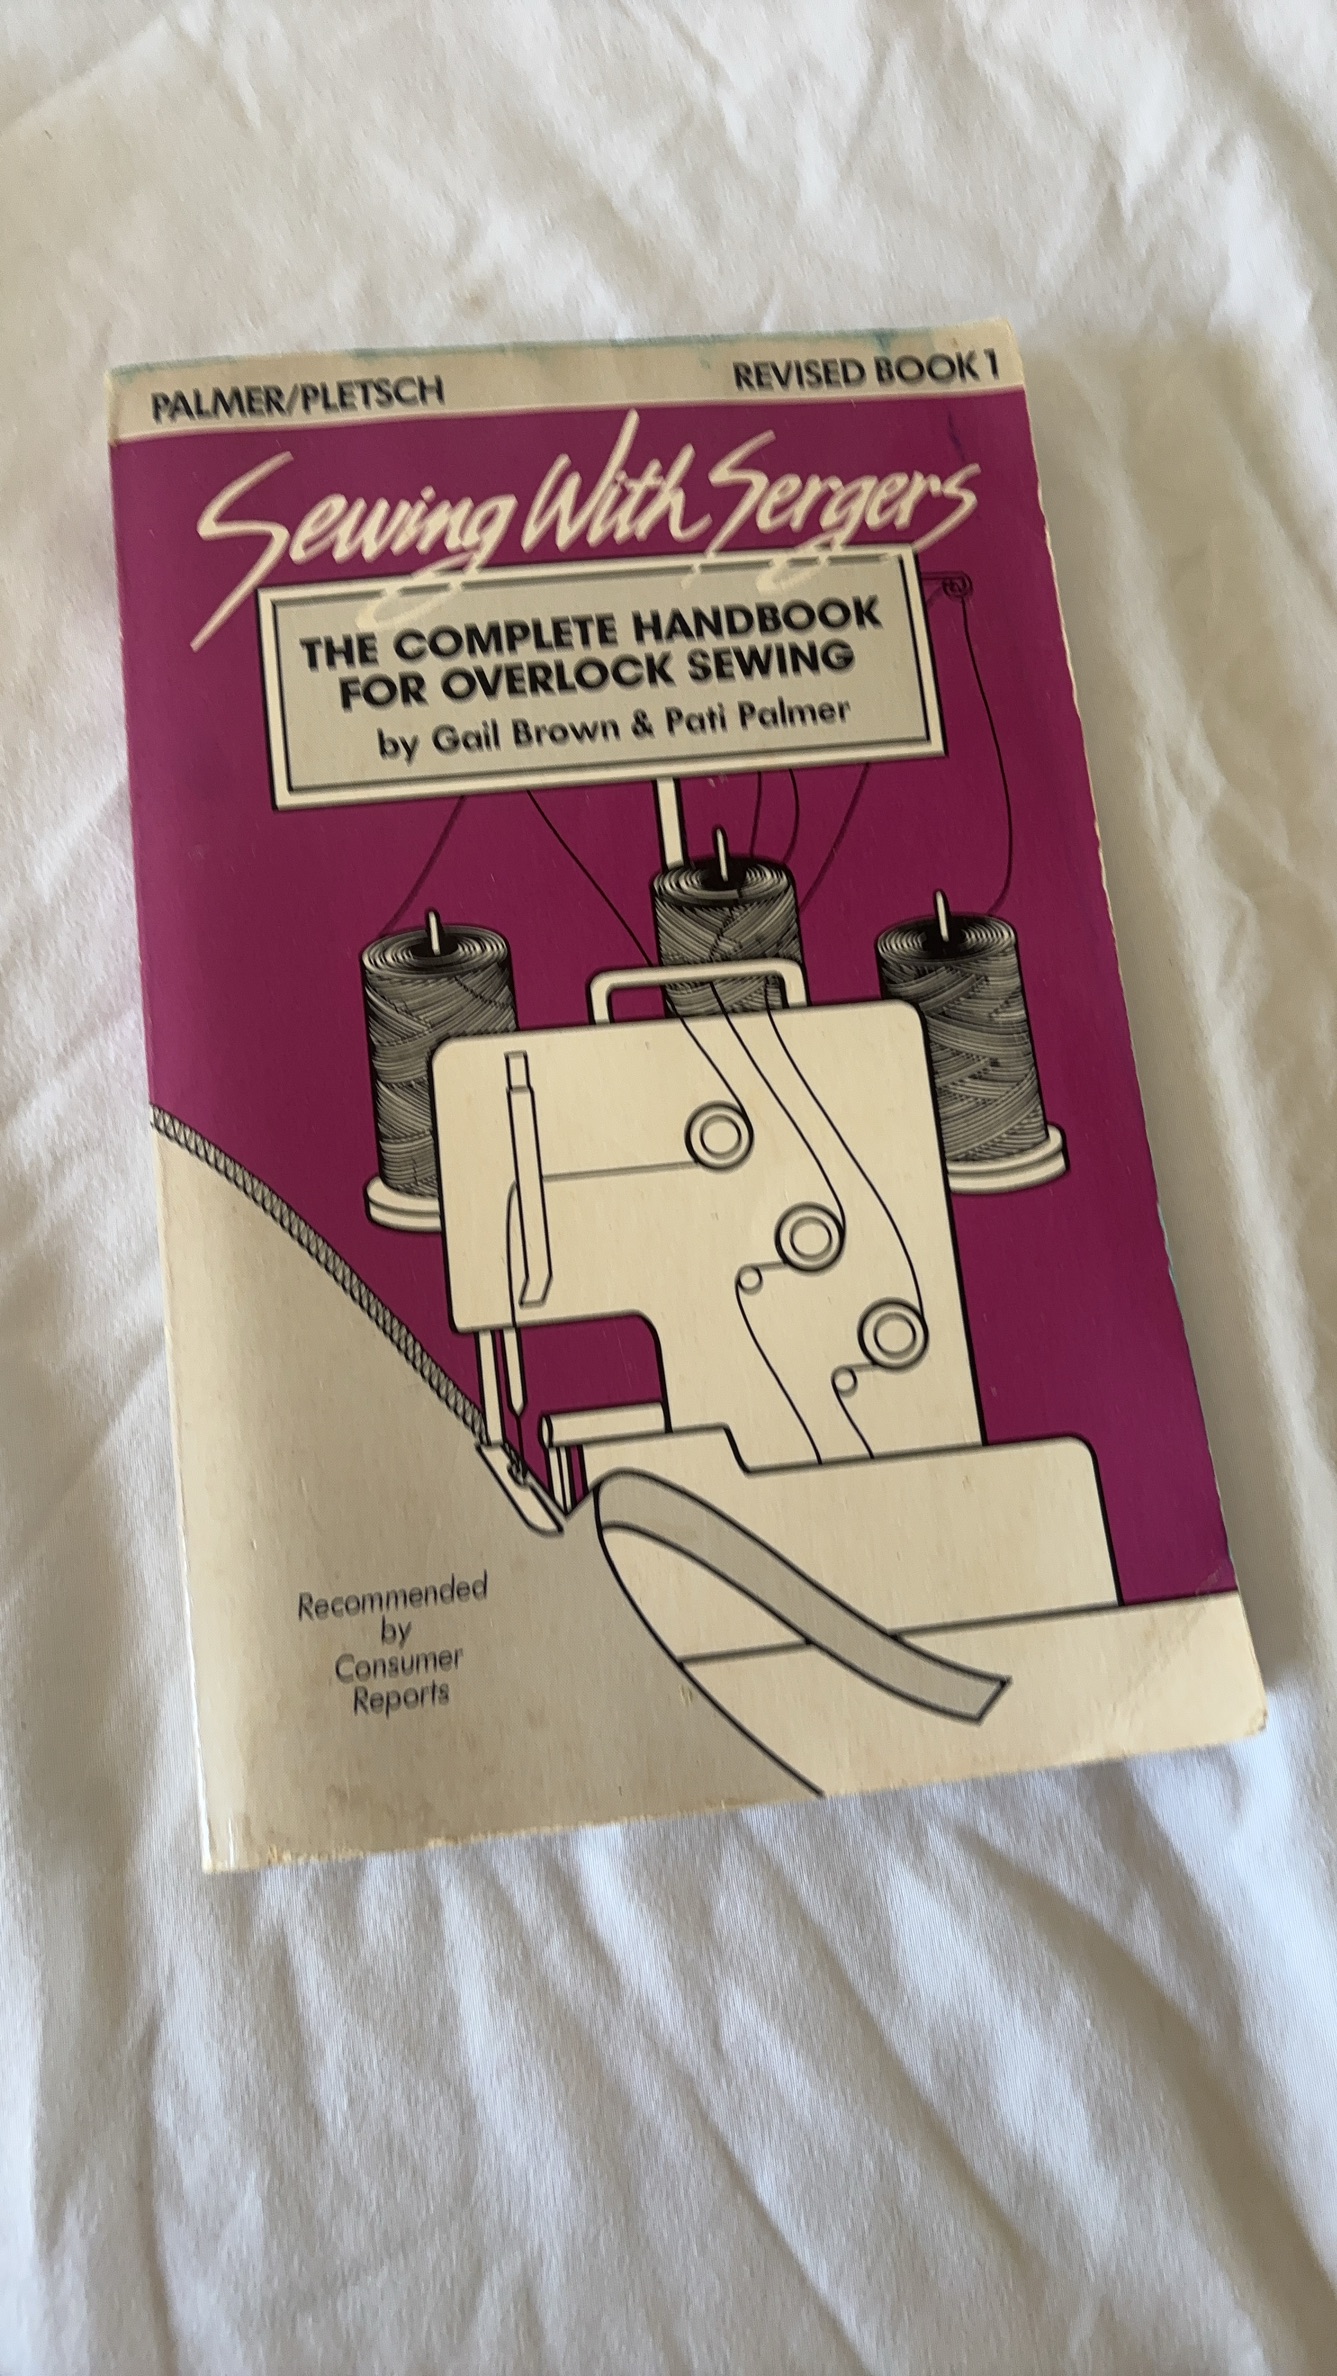 PALMER/PLETSCH
REVISED BOOK 1
Sewing With Sergers
THE COMPLETE HANDBOOK
FOR OVERLOCK SEWING
by Gail Brown & Pati Palmer
Recommended
by
Consumer
Reports